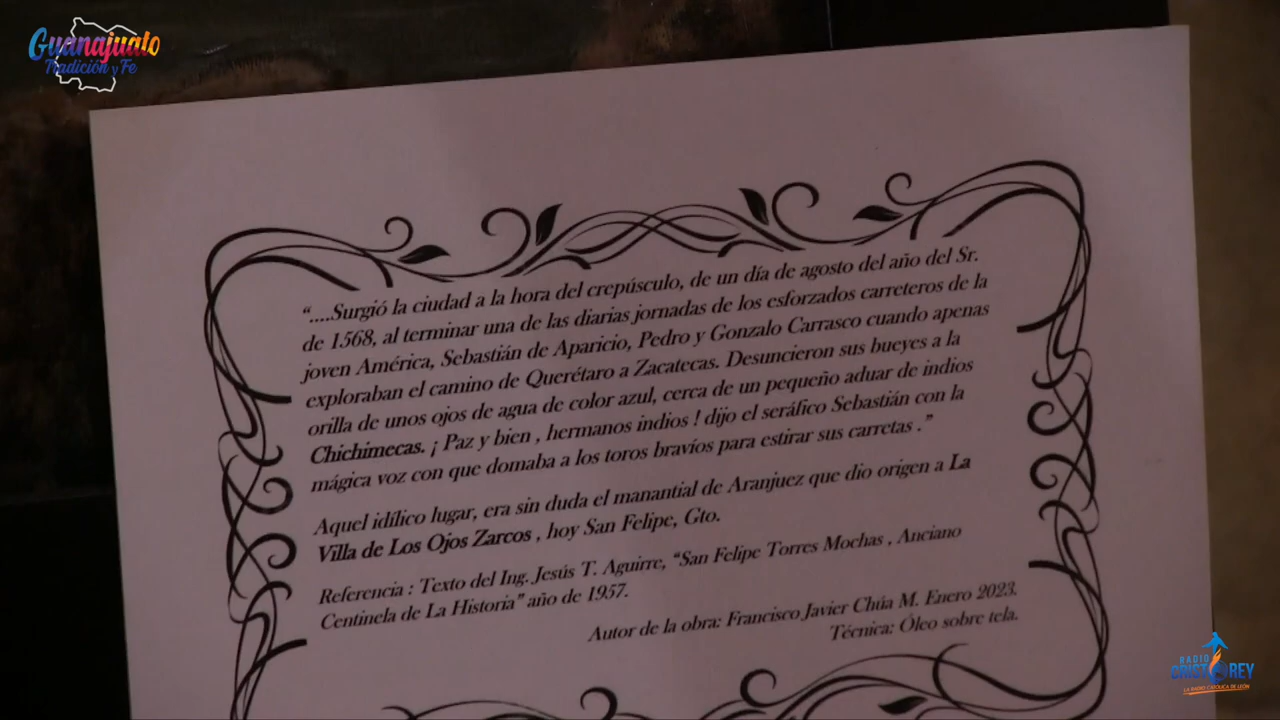 Guanajuato
Tradición y Fe
“....Surgió la ciudad a la hora del crepúsculo, de un día de agosto del año del Sr.
de 1568, al terminar una de las diarias jornadas de los esforzados carreteros de la
joven América, Sebastián de Aparicio, Pedro y Gonzalo Carrasco cuando apenas
exploraban el camino de Querétaro a Zacatecas. Desuncieron sus bueyes a la
orilla de unos ojos de agua de color azul, cerca de un pequeño aduar de indios
Chichimecas. ¡ Paz y bien , hermanos indios ! dijo el seráfico Sebastián con la
mágica voz con que domaba a los toros bravíos para estirar sus carretas .”
Aquel idílico lugar, era sin duda el manantial de Aranjuez que dio origen a La
Villa de Los Ojos Zarcos , hoy San Felipe, Gto.
Referencia : Texto del Ing. Jesús T. Aguirre, “San Felipe Torres Mochas , Anciano
Centinela de La Historia” año de 1957.
Autor de la obra: Francisco Javier Chúa M. Enero 2023.
Técnica: Óleo sobre tela.
RADIO
CRISTO REY
LA RADIO CATOLICA DE LEÓN